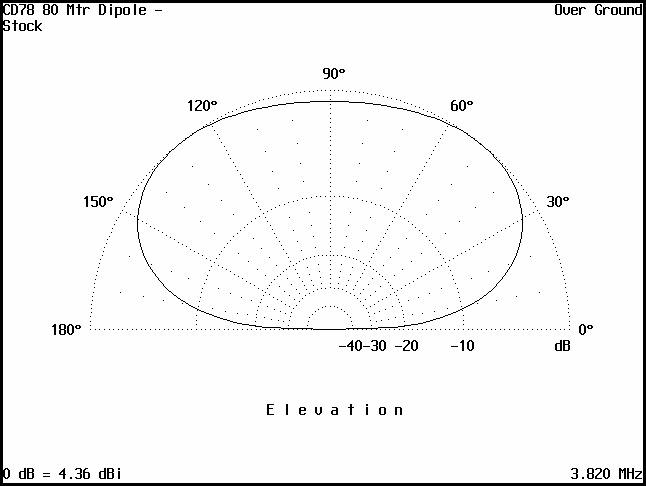 CD78 80 Mtr Dipole - Over Ground
Stock
90°
120° 60°
150° 30°
180° 0°
-40-30 -20 -10 dB
Elevation
0 dB = 4.36 dBi 3.820 MHz